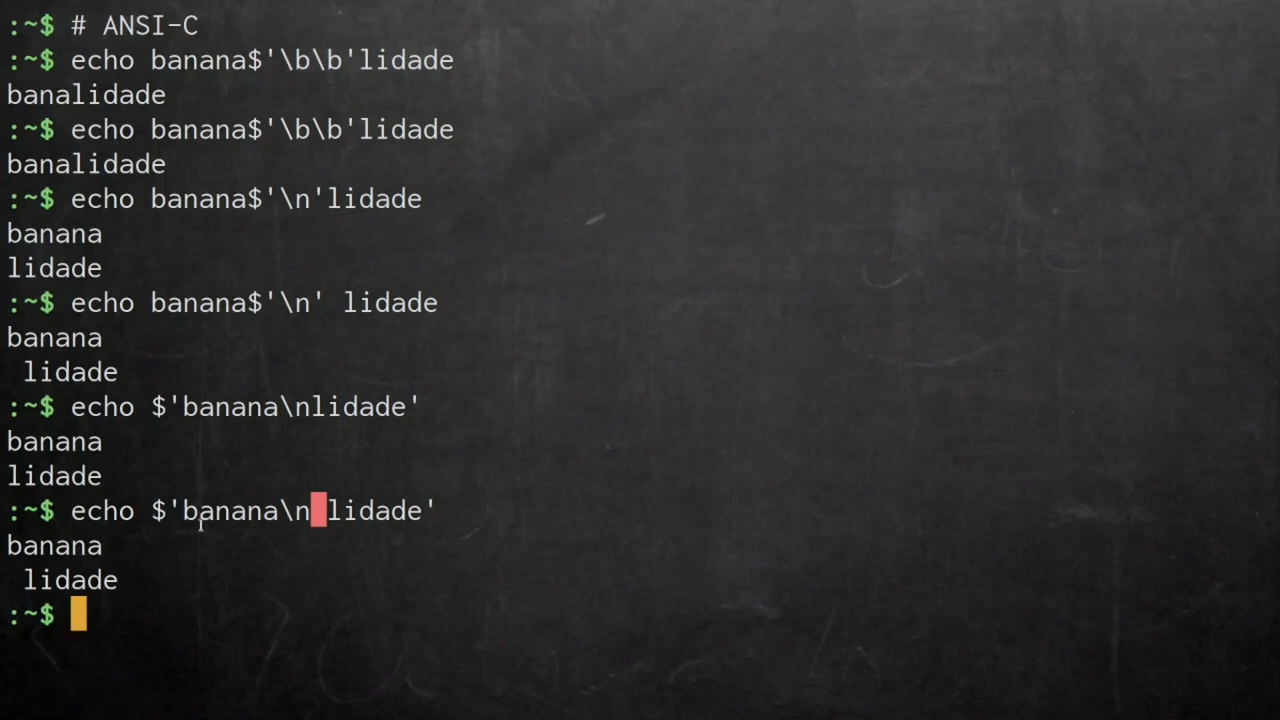 :~$ # ANSI-C
:~$ echo banana$'\b\b'lidade
banalidade
:~$ echo banana$'\b\b'lidade
banalidade
:~$ echo banana$'\n'lidade
banana
lidade
:~$ echo banana$'\n' lidade
banana
 lidade
:~$ echo $'banana\nlidade'
banana
lidade
:~$ echo $'banana\n lidade'
banana
 lidade
:~$